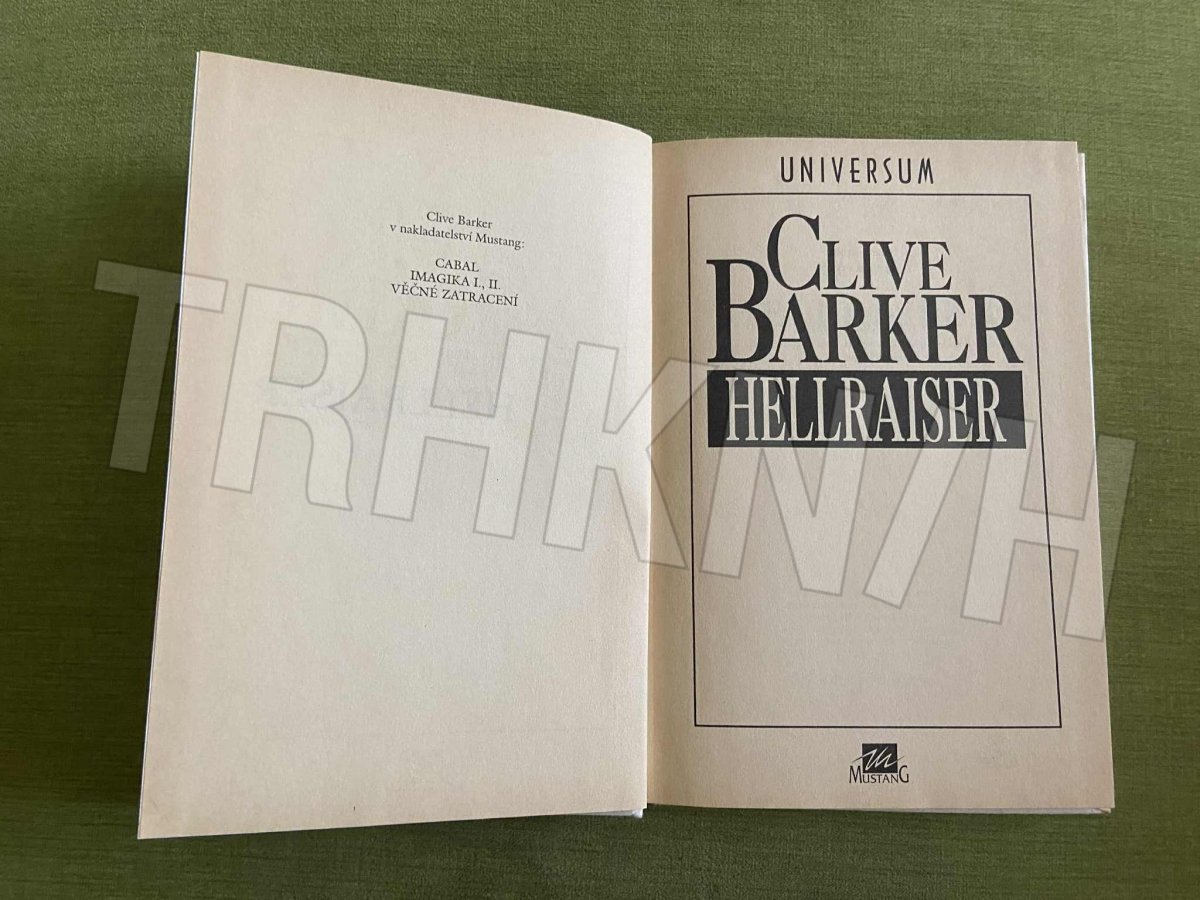 Clive Barker
v nakladatelství Mustang:
CABAL
IMAGIKA I., II.
VĚČNÉ ZATRACENÍ
UNIVERSUM
CLIVE
BARKER
HELLRAISER
MUSTANG
TRHKNIH